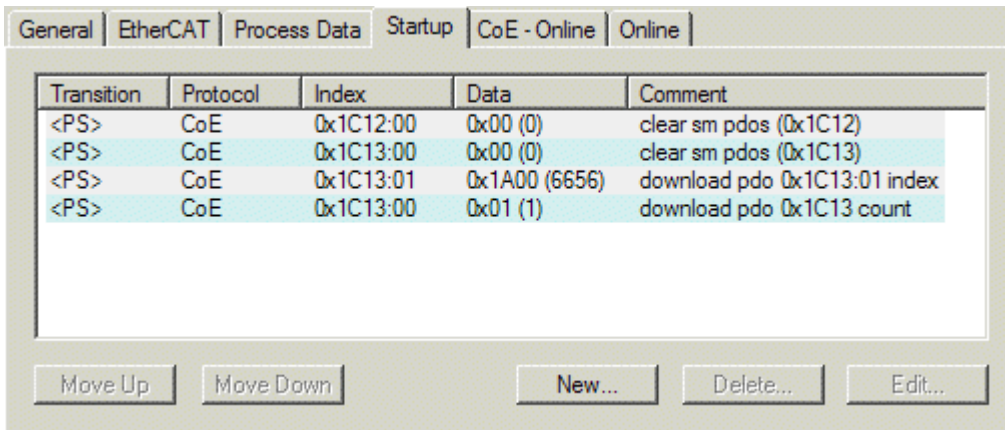 General EtherCAT Process Data Startup CoE - Online Online
Transition Protocol Index Data Comment
<PS> CoE 0x1C12:00 0x00 (0) clear sm pdos (0x1C12)
<PS> CoE 0x1C13:00 0x00 (0) clear sm pdos (0x1C13)
<PS> CoE 0x1C13:01 0x1A00 (6656) download pdo 0x1C13:01 index
<PS> CoE 0x1C13:00 0x01 (1) download pdo 0x1C13 count
Move Up Move Down New... Delete... Edit...